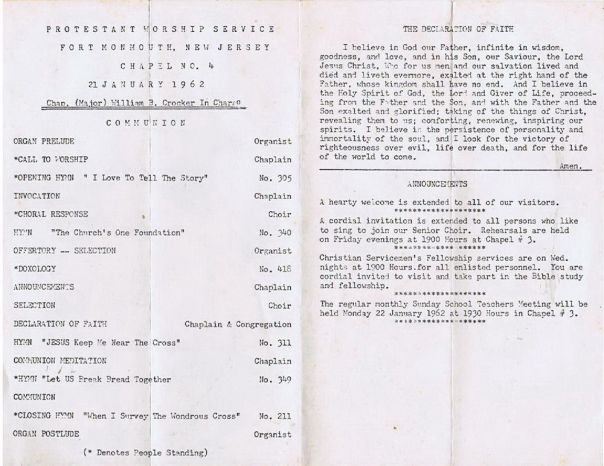 PROTESTANT WORSHIP SERVICE
FORT MONMOUTH, NEW JERSEY
CHAPEL NO. 4
21 JANUARY 1962
Chap. (Major) William B. Crocker In Charge
COMMUNION
ORGAN PRELUDE Organist
*CALL TO WORSHIP Chaplain
*OPENING HYMN " I Love To Tell The Story" No. 305
INVOCATION Chaplain
*CHORAL RESPONSE Choir
HYMN "The Church's One Foundation" No. 340
OFFERTORY -- SELECTION Organist
*DOXOLOGY No. 418
ANNOUNCEMENTS Chaplain
SELECTION Choir
DECLARATION OF FAITH Chaplain & Congregation
HYMN "JESUS Keep Me Near The Cross" No. 311
COMMUNION MEDITATION Chaplain
*HYMN "Let US Break Bread Together No. 349
COMMUNION
*CLOSING HYMN "When I Survey The Wondrous Cross" No. 211
ORGAN POSTLUDE Organist
(* Denotes People Standing)
THE DECLARATION OF FAITH
I believe in God our Father, infinite in wisdom,
goodness, and love, and in his Son, our Saviour, the Lord
Jesus Christ, Who for us men and our salvation lived and
died and liveth evermore, exalted at the right hand of the
Father, whose kingdom shall have no end. And I believe in
the Holy Spirit of God, the Lord and Giver of Life, proceed-
ing from the Father and the Son, and with the Father and the
Son exalted and glorified; taking of the things of Christ,
revealing them to us; comforting, renewing, inspiring our
spirits. I believe in the persistence of personality and
immortality of the soul, and I look for the victory of
righteousness over evil, life over death, and for the life
of the world to come.
Amen.
ANNOUNCEMENTS
A hearty welcome is extended to all of our visitors.
********************
A cordial invitation is extended to all persons who like
to sing to join our Senior Choir. Rehearsals are held
on Friday evenings at 1900 Hours at Chapel # 3.
********************
Christian Servicemen's Fellowship services are on Wed.
nights at 1900 Hours.for all enlisted personnel. You are
cordial invited to visit and take part in the Bible study
and fellowship.
********************
The regular monthly Sunday School Teachers Meeting will be
held Monday 22 January 1962 at 1930 Hours in Chapel # 3.
********************